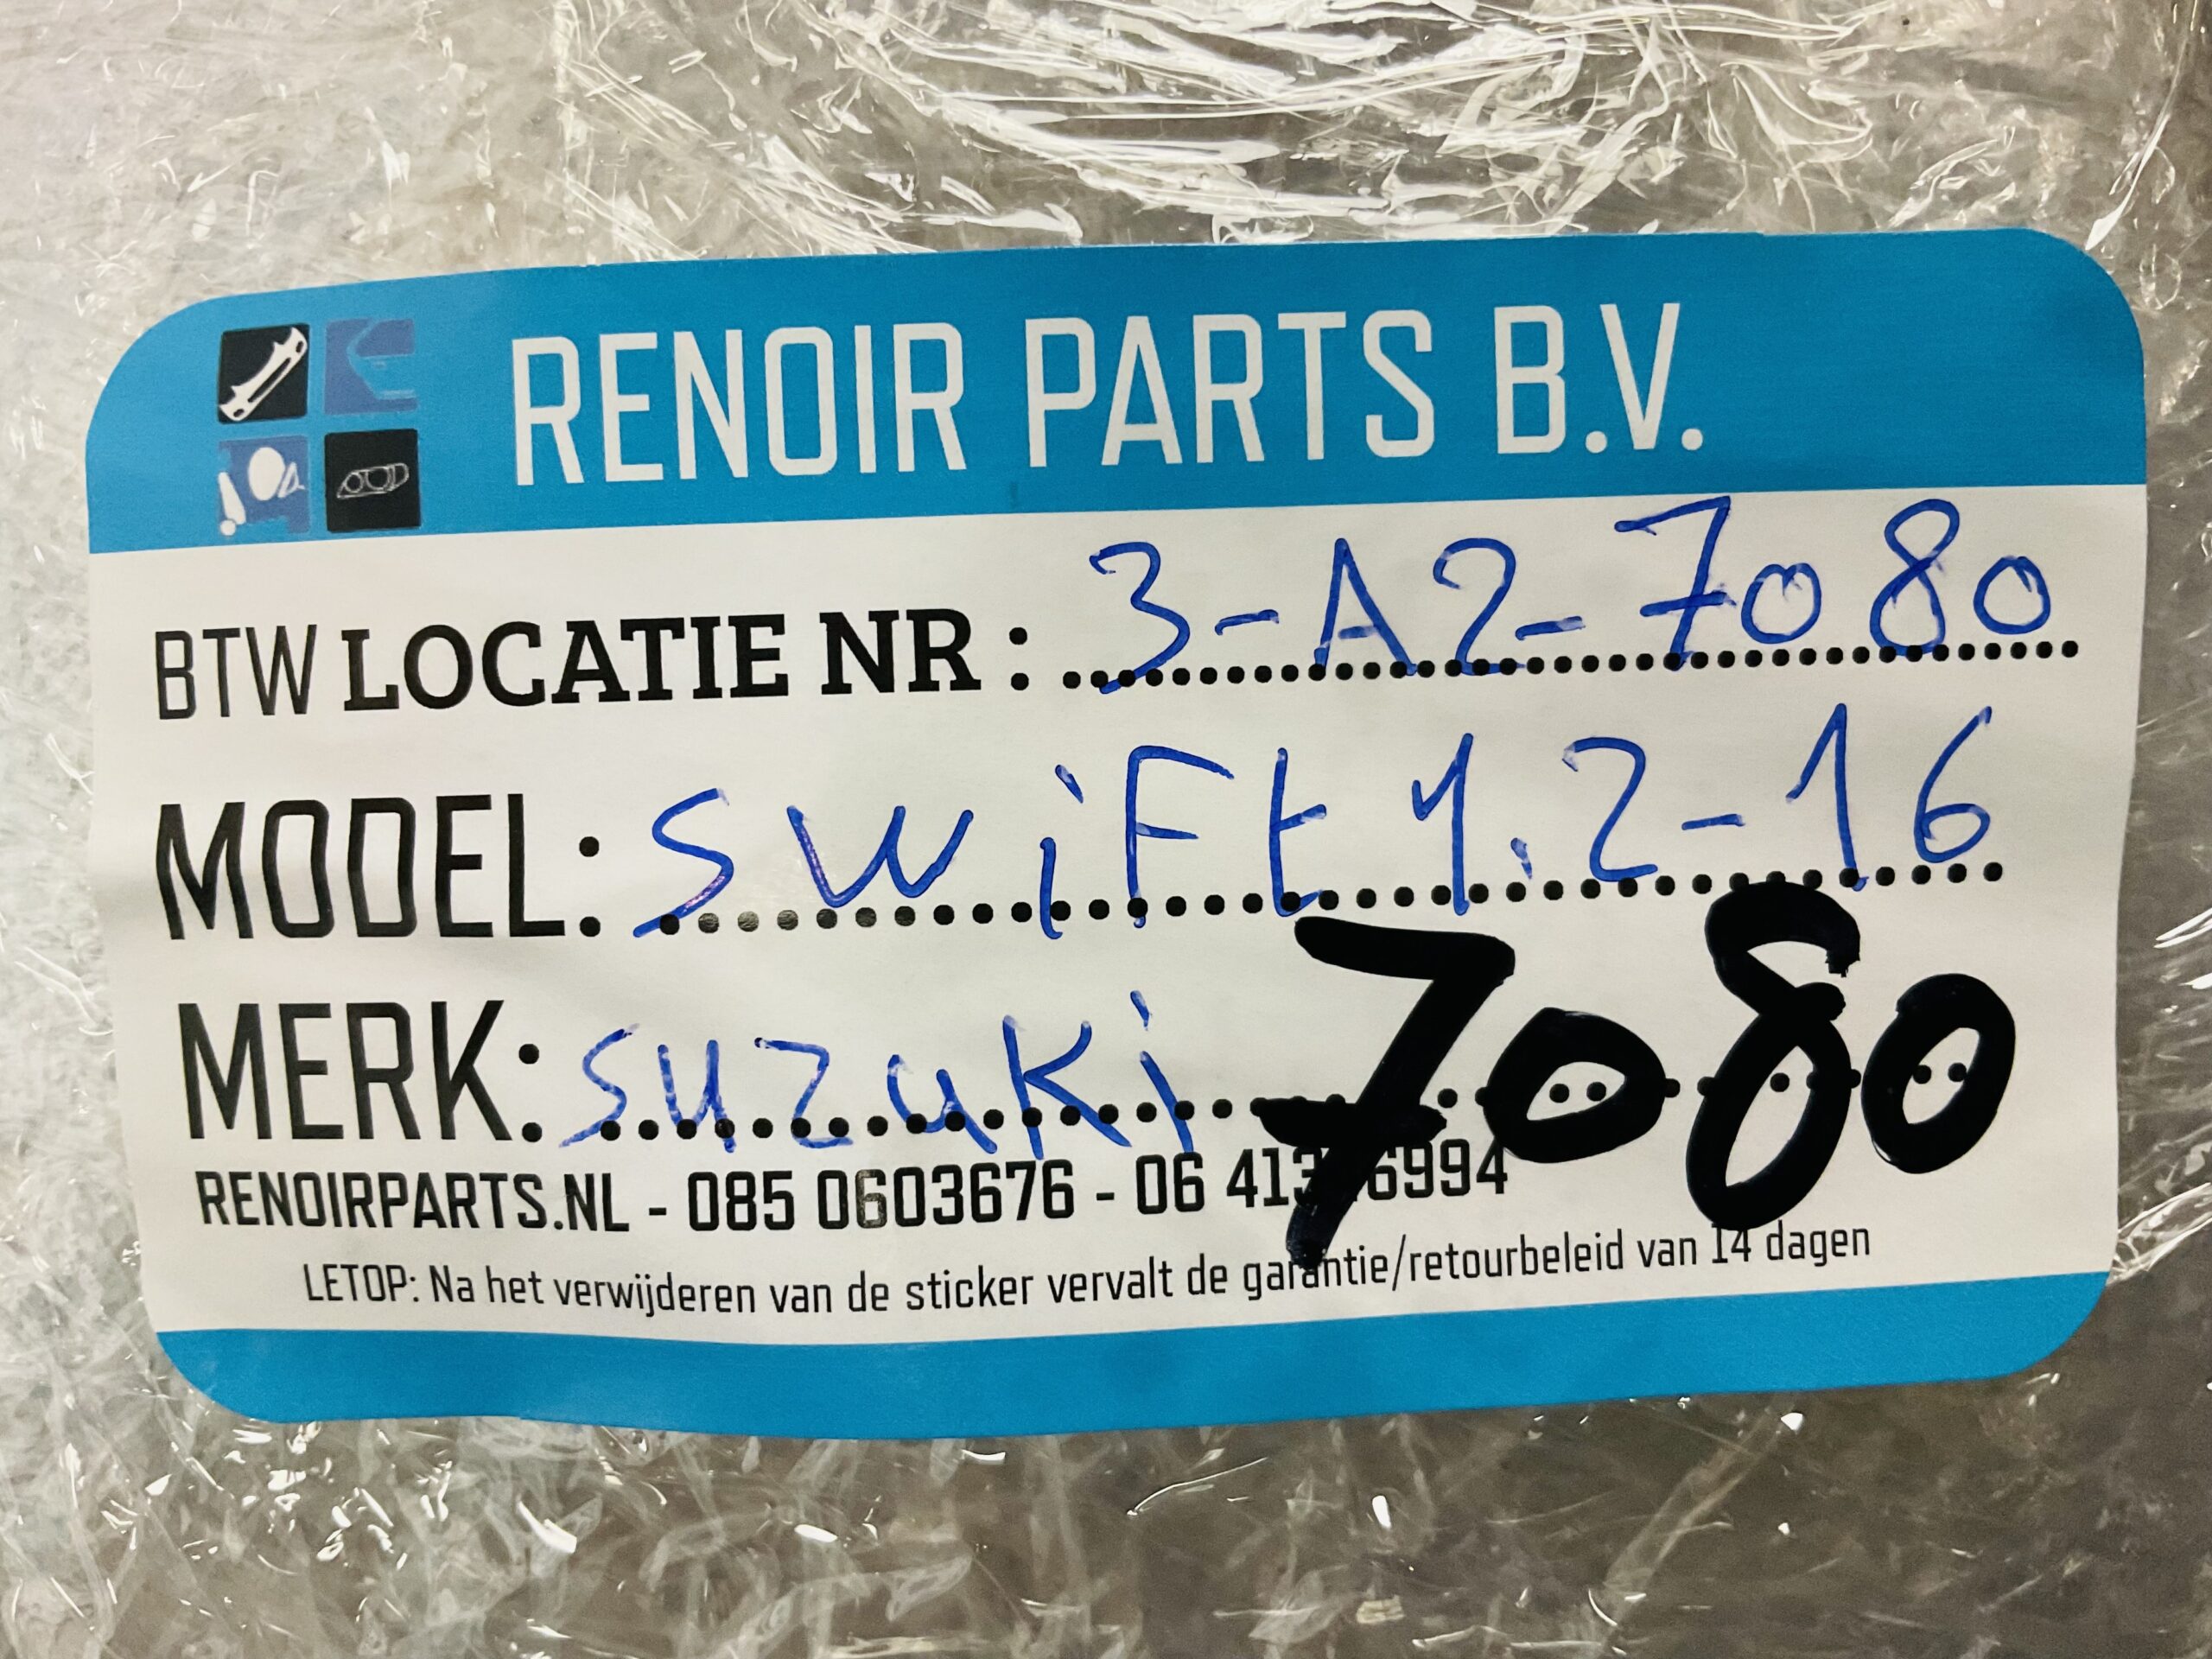 RENOIR PARTS B.V.
BTW LOCATIE NR : 3-A2-7080
MODEL: swiFt 1.2-16
MERK: suzuki 7080
RENOIRPARTS.NL - 085 0603676 - 06
LETOP: Na het verwijderen van de sticker vervalt de garantie/retourbeleid van 14 dagen